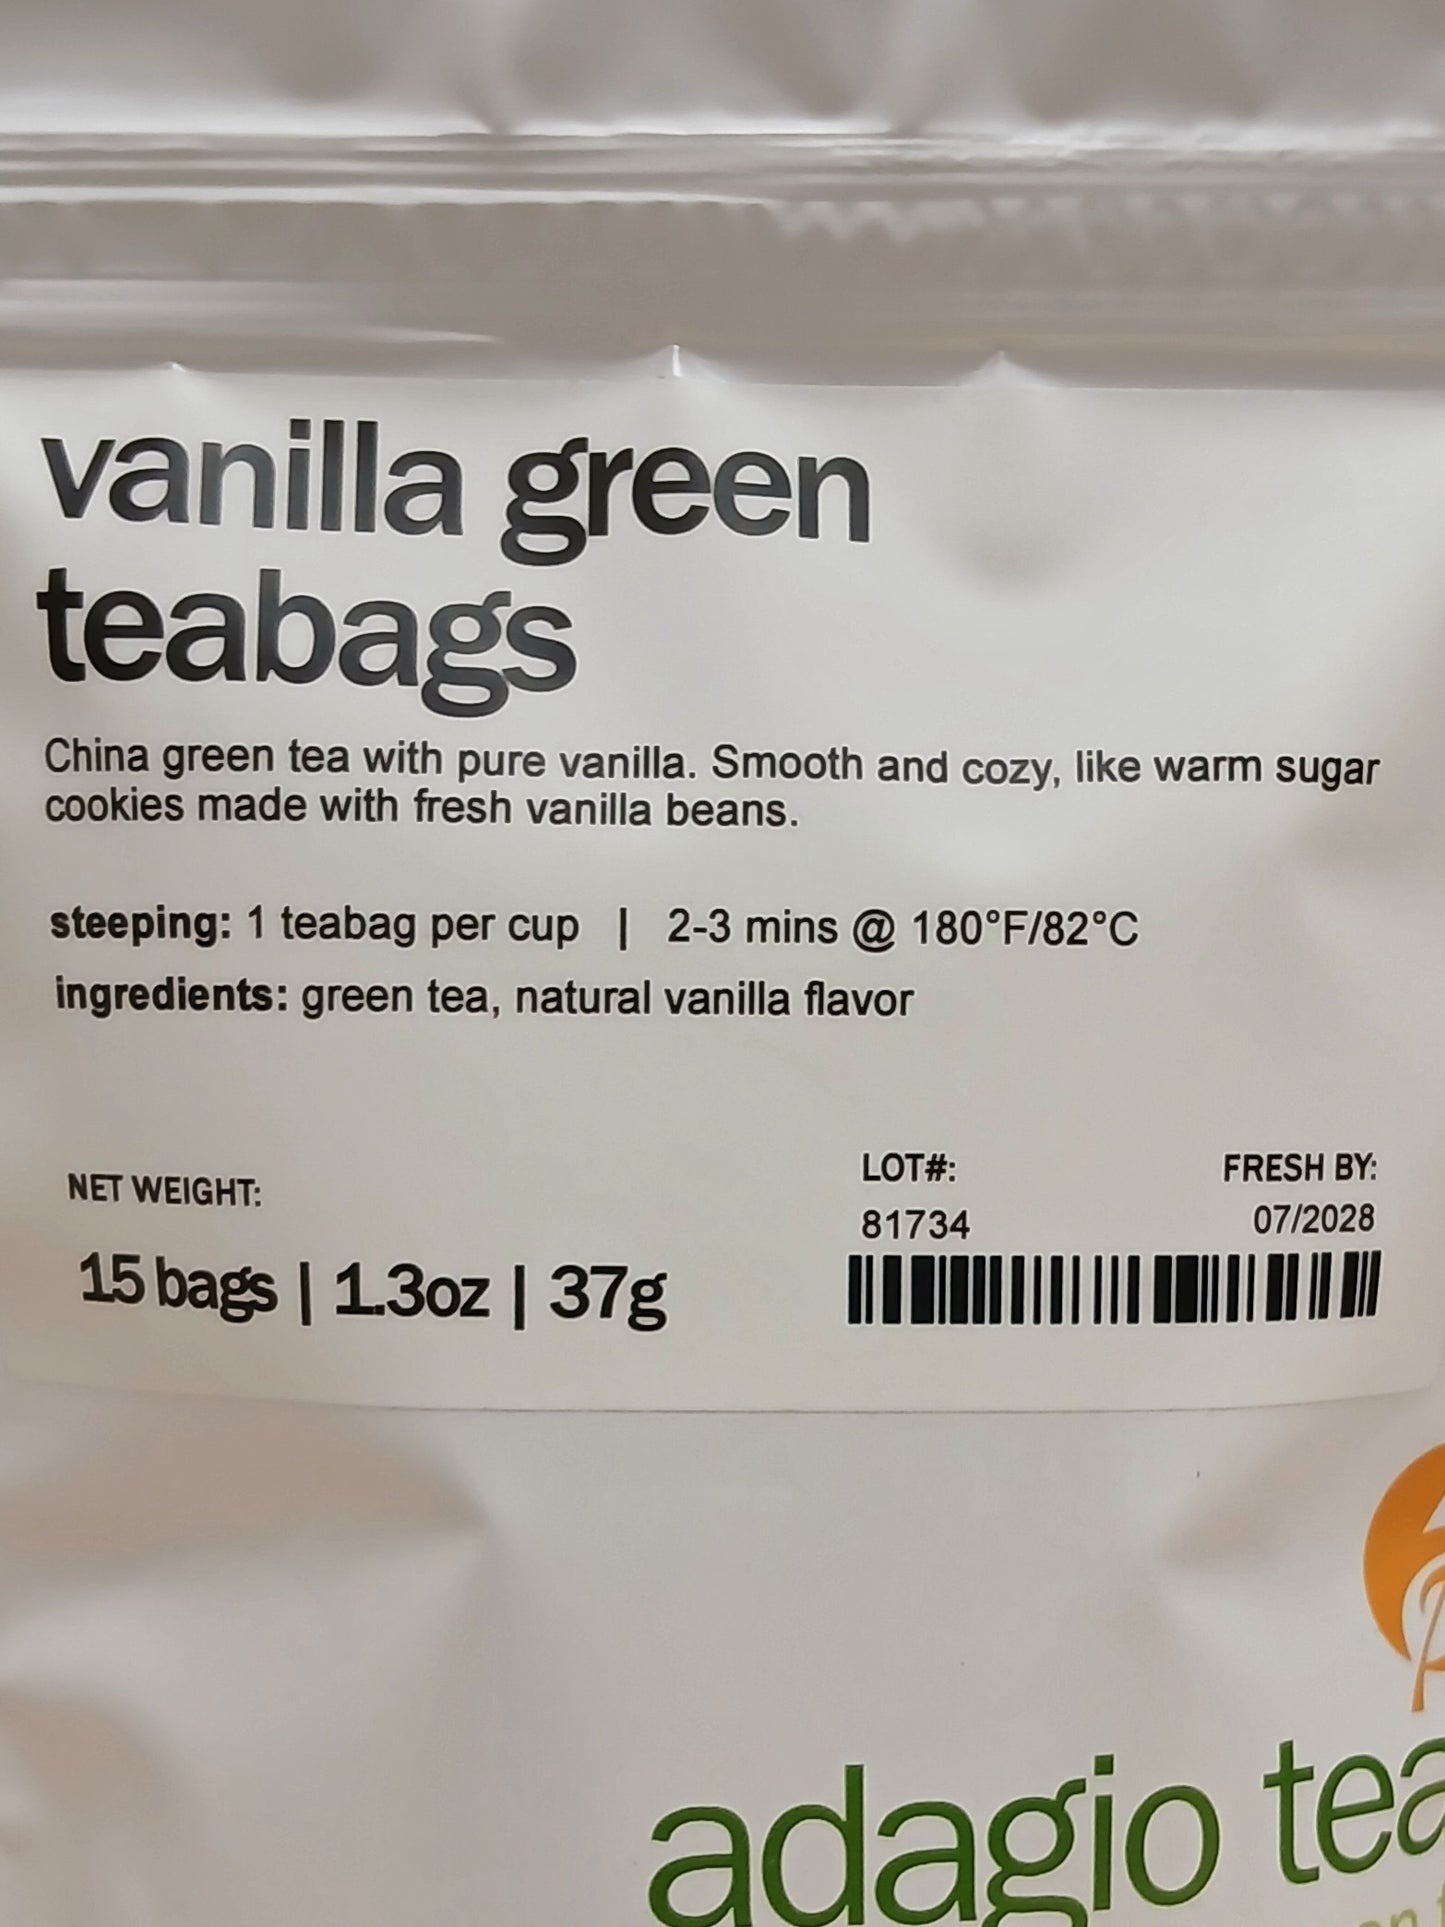 vanilla green
teabags
China green tea with pure vanilla. Smooth and cozy, like warm sugar
cookies made with fresh vanilla beans.
steeping: 1 teabag per cup | 2-3 mins @ 180°F/82°C
ingredients: green tea, natural vanilla flavor
NET WEIGHT:
15 bags | 1.3oz | 37g
LOT#:
81734
FRESH BY:
07/2028
adagio tea